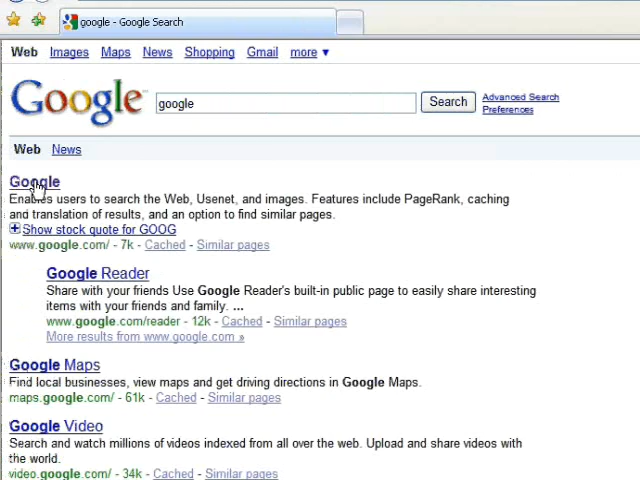 google - Google Search
Web Images Maps News Shopping Gmail more ▼
Google
google
Search
Advanced Search
Preferences
Web News
Google
Enables users to search the Web, Usenet, and images. Features include PageRank, caching
and translation of results, and an option to find similar pages.
Show stock quote for GOOG
www.google.com/ - 7k - Cached - Similar pages
Google Reader
Share with your friends Use Google Reader's built-in public page to easily share interesting
items with your friends and family. ...
www.google.com/reader - 12k - Cached - Similar pages
More results from www.google.com »
Google Maps
Find local businesses, view maps and get driving directions in Google Maps.
maps.google.com/ - 61k - Cached - Similar pages
Google Video
Search and watch millions of videos indexed from all over the web. Upload and share videos with
the world.
video.google.com/ - 34k - Cached - Similar pages